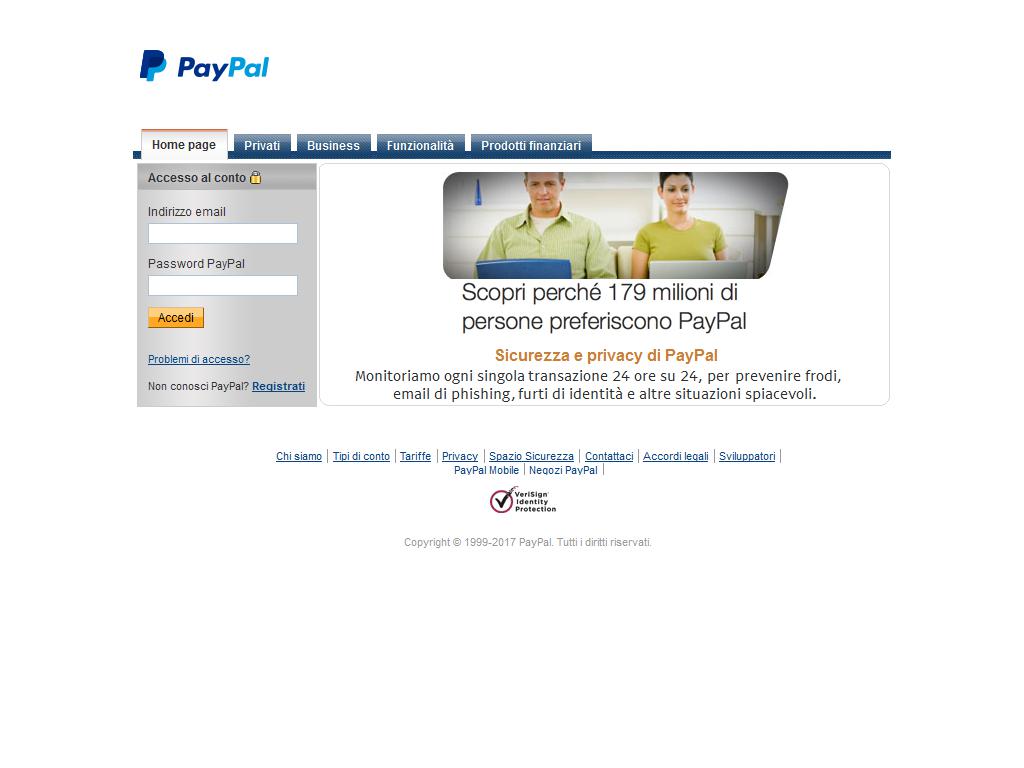 PayPal
Home page
Privati
Business
Funzionalità
Prodotti finanziari
Accesso al conto
Indirizzo email
Password PayPal
Accedi
Problemi di accesso?
Non conosci PayPal? Registrati
Scopri perché 179 milioni di
persone preferiscono PayPal
Sicurezza e privacy di PayPal
Monitoriamo ogni singola transazione 24 ore su 24, per prevenire frodi,
email di phishing, furti di identità e altre situazioni spiacevoli.
Chi siamo | Tipi di conto | Tariffe | Privacy | Spazio Sicurezza | Contattaci | Accordi legali | Sviluppatori |
PayPal Mobile | Negozi PayPal |
VeriSign
Identity
Protection
Copyright © 1999-2017 PayPal. Tutti i diritti riservati.